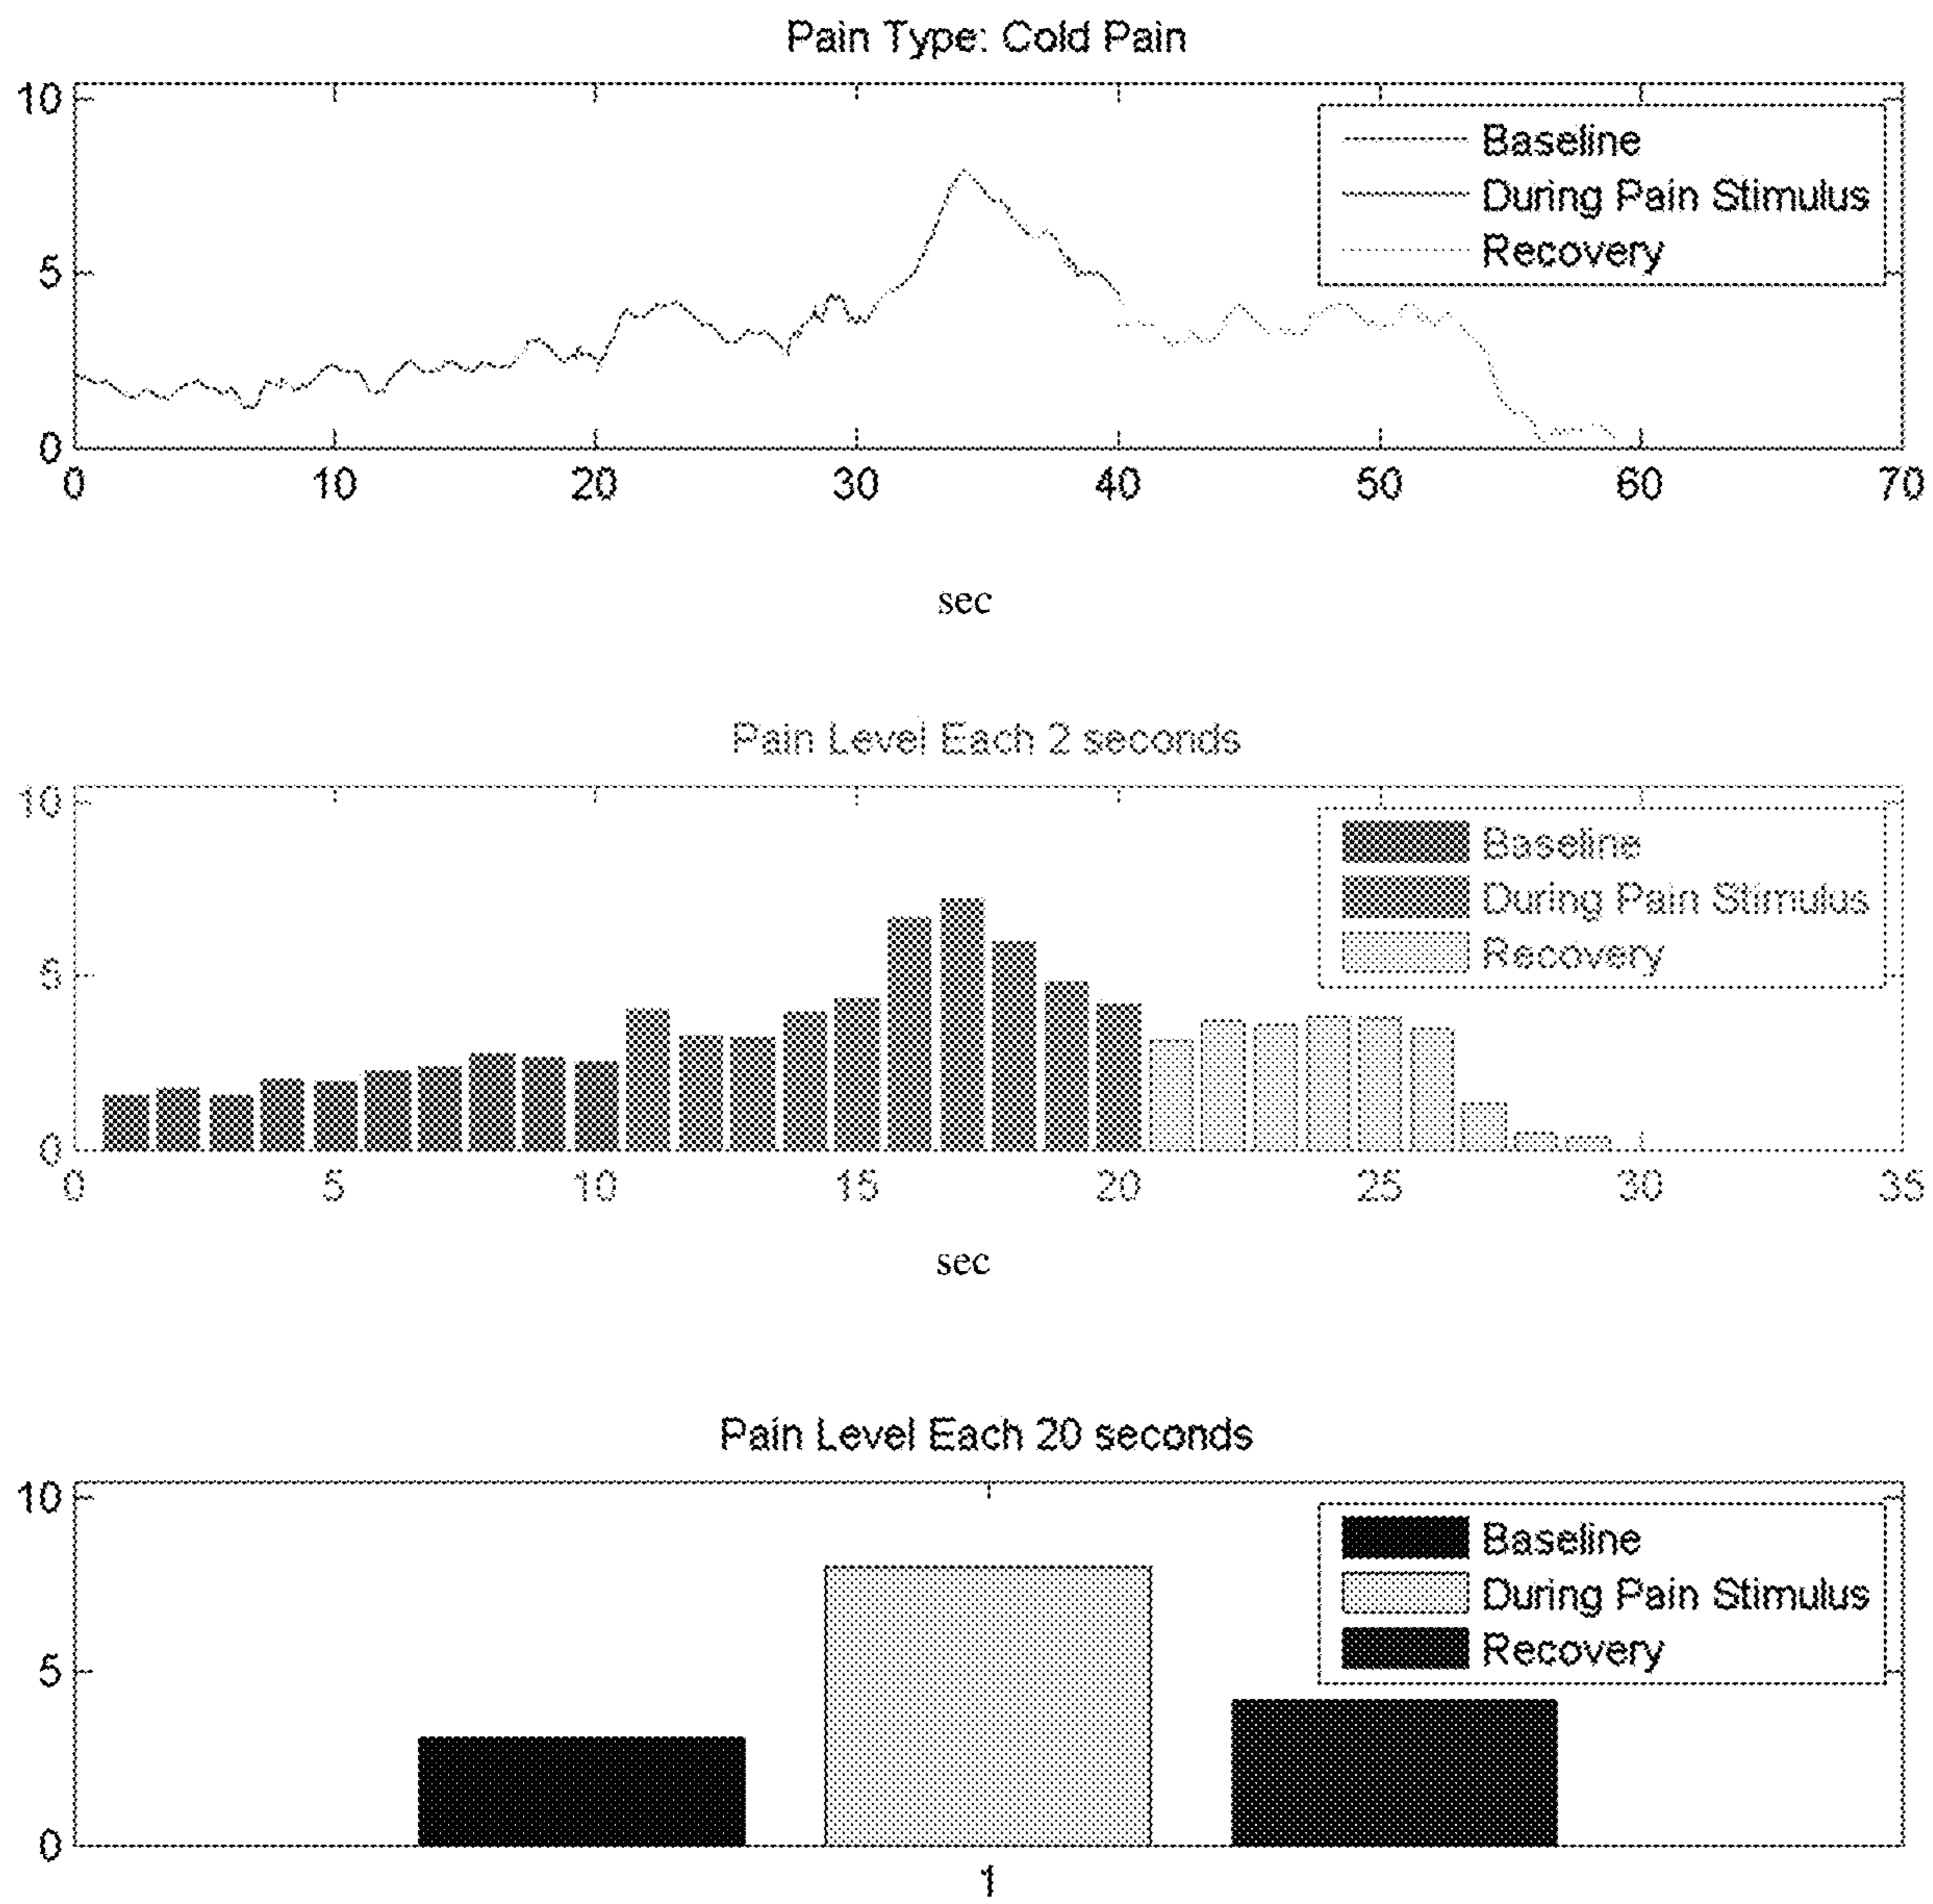 Pain Type: Cold Pain
10
5
0
Baseline
During Pain Stimulus
Recovery
0 10 20 30 40 50 60 70
sec
Pain Level Each 2 seconds
10
5
0
Baseline
During Pain Stimulus
Recovery
0 5 10 15 20 25 30 35
sec
Pain Level Each 20 seconds
10
5
0
Baseline
During Pain Stimulus
Recovery
1